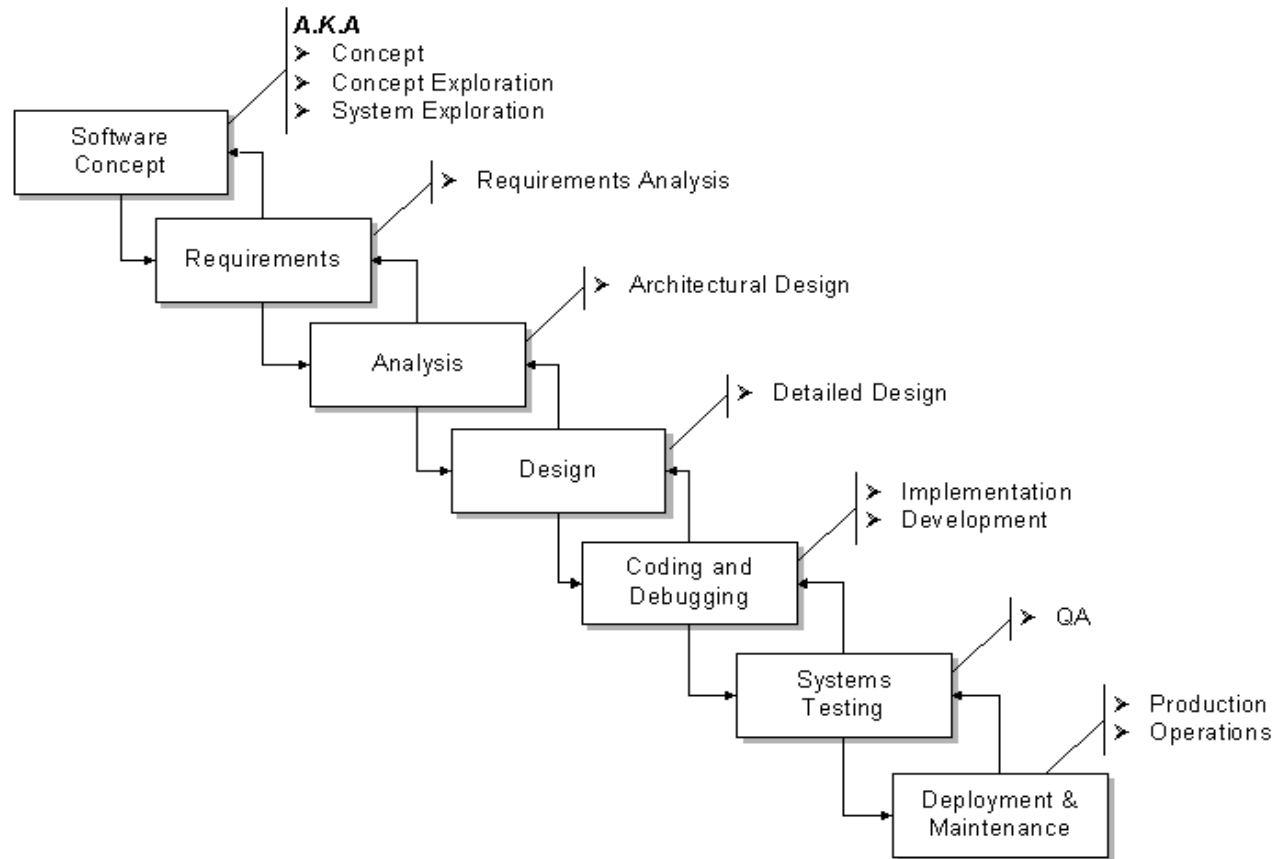 A.K.A
➢ Concept
➢ Concept Exploration
➢ System Exploration
Software
Concept
➢ Requirements Analysis
Requirements
➢ Architectural Design
Analysis
➢ Detailed Design
Design
➢ Implementation
➢ Development
Coding and
Debugging
➢ QA
Systems
Testing
➢ Production
➢ Operations
Deployment &
Maintenance